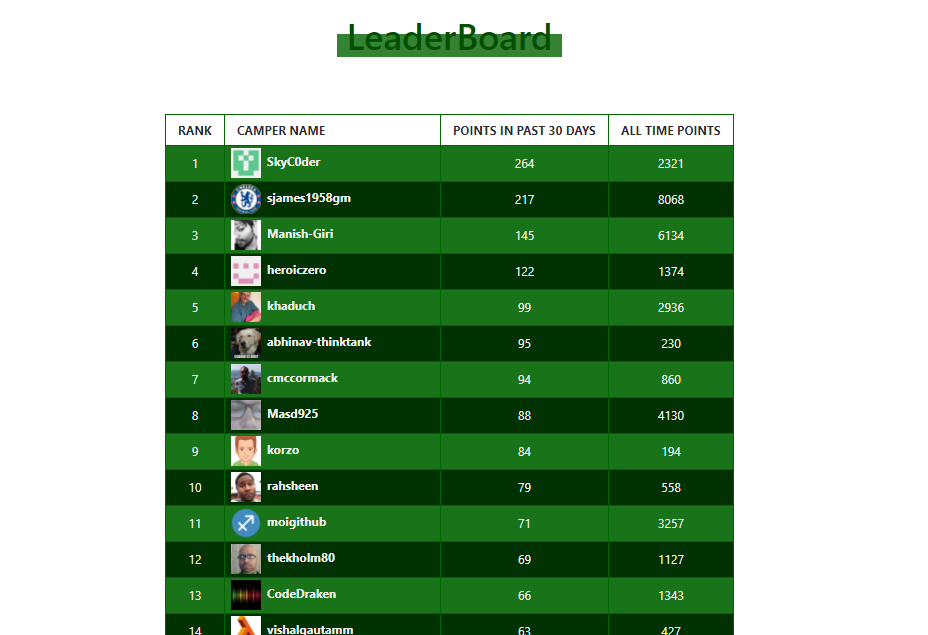 LeaderBoard
RANK CAMPER NAME POINTS IN PAST 30 DAYS ALL TIME POINTS
1 SkyC0der 264 2321
2 sjames1958gm 217 8068
3 Manish-Giri 145 6134
4 heroiczero 122 1374
5 khaduch 99 2936
6 abhinav-thinktank 95 230
7 cmccormack 94 860
8 Masd925 88 4130
9 korzo 84 194
10 rahsheen 79 558
11 moigithub 71 3257
12 thekholm80 69 1127
13 CodeDraken 66 1343
14 vishalgautamm 63 427